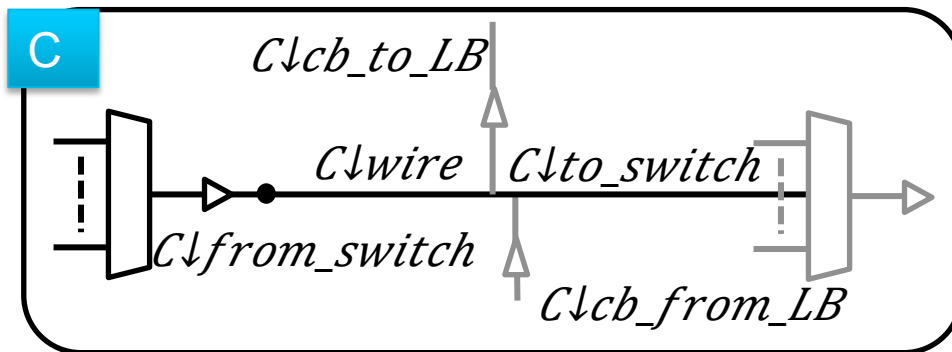 C
C↓cb_to_LB
C↓wire
C↓to_switch
C↓from_switch
C↓cb_from_LB